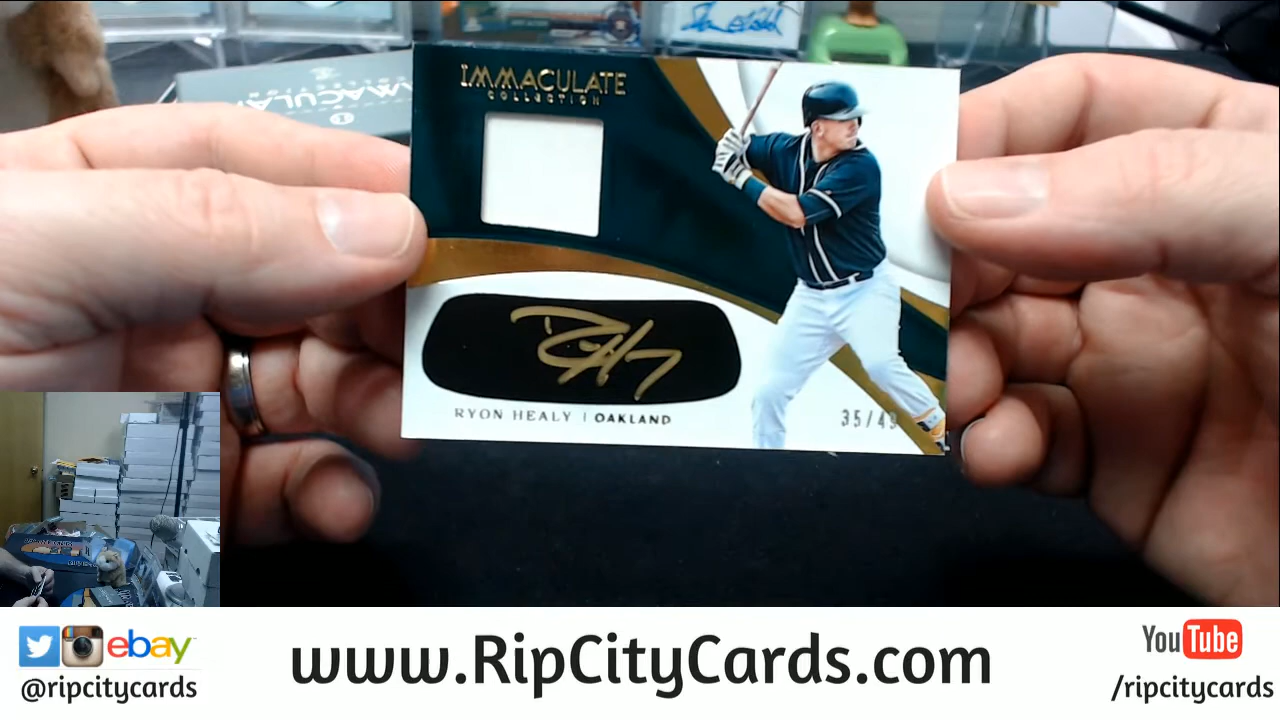 IMMACULATE
COLLECTION
RYON HEALY | OAKLAND
35/49
ebay
@ripcitycards
www.RipCityCards.com
YouTube
/ripcitycards